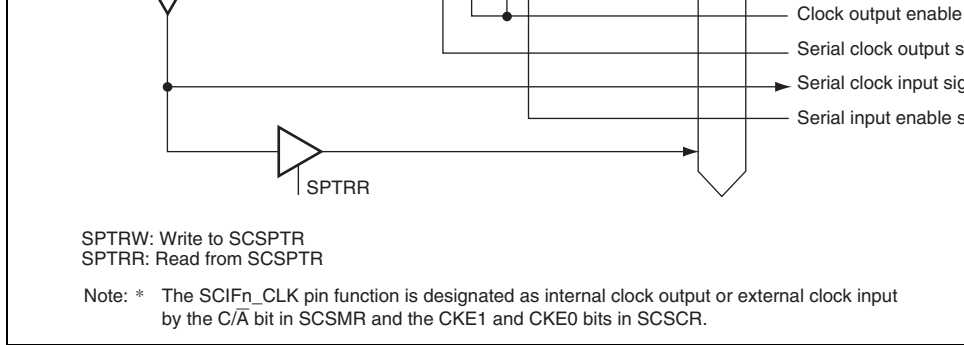 Clock output enable
Serial clock output
Serial clock input
Serial input enable
SPTRR
SPTRW: Write to SCSPTR
SPTRR: Read from SCSPTR
Note: * The SCIFn_CLK pin function is designated as internal clock output or external clock input
by the C/A̅ bit in SCSMR and the CKE1 and CKE0 bits in SCSCR.